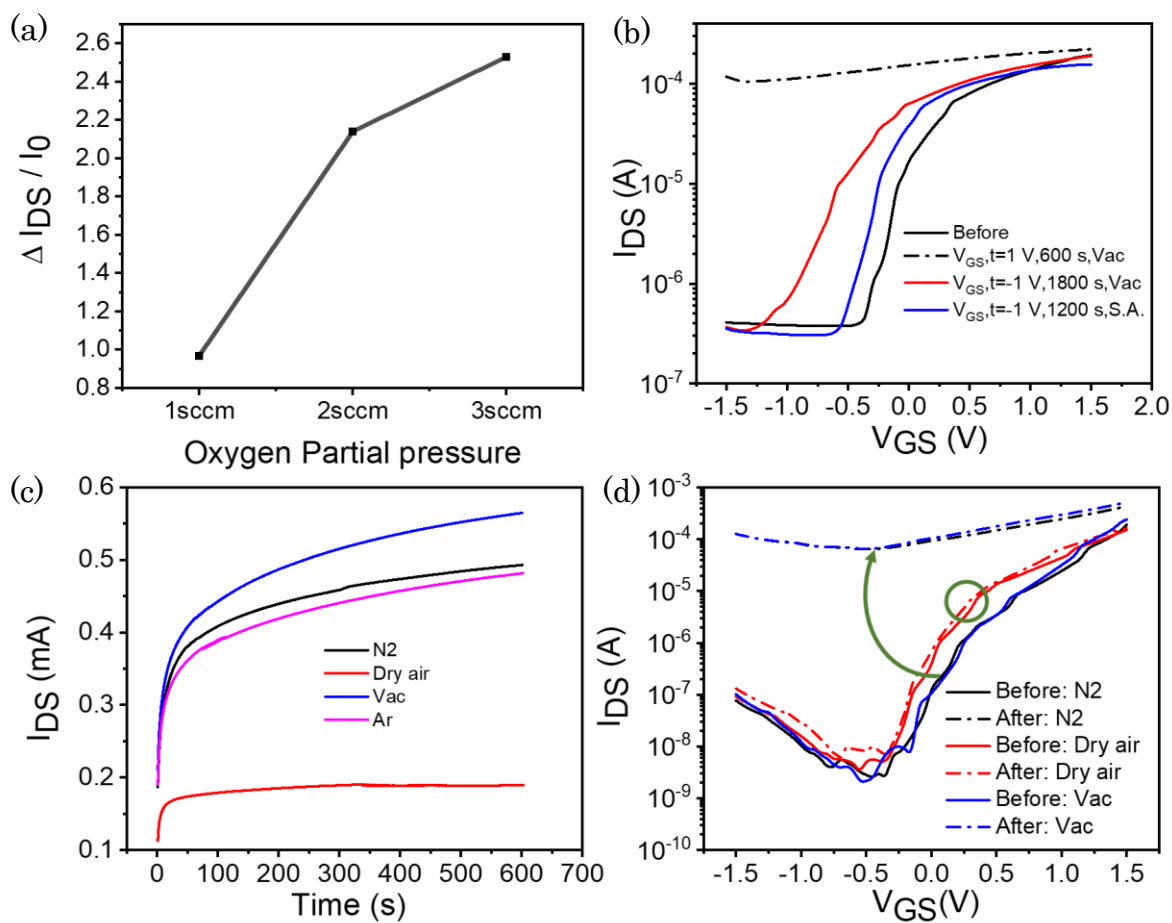 (a)
2.6
2.4
2.2
2.0
1.8
1.6
1.4
1.2
1.0
0.8
Δ IDS / I0
1sccm 2sccm 3sccm
Oxygen Partial pressure
(b)
10-4
10-5
10-6
10-7
IDS (A)
Before
VGS,t=1 V,600 s,Vac
VGS,t=-1 V,1800 s,Vac
VGS,t=-1 V,1200 s,S.A.
-1.5 -1.0 -0.5 0.0 0.5 1.0 1.5 2.0
VGS (V)
(c)
0.6
0.5
0.4
0.3
0.2
0.1
IDS (mA)
N2
Dry air
Vac
Ar
0 100 200 300 400 500 600 700
Time (s)
(d)
10-3
10-4
10-5
10-6
10-7
10-8
10-9
10-10
IDS (A)
Before: N2
After: N2
Before: Dry air
After: Dry air
Before: Vac
After: Vac
-1.5 -1.0 -0.5 0.0 0.5 1.0 1.5
VGS(V)